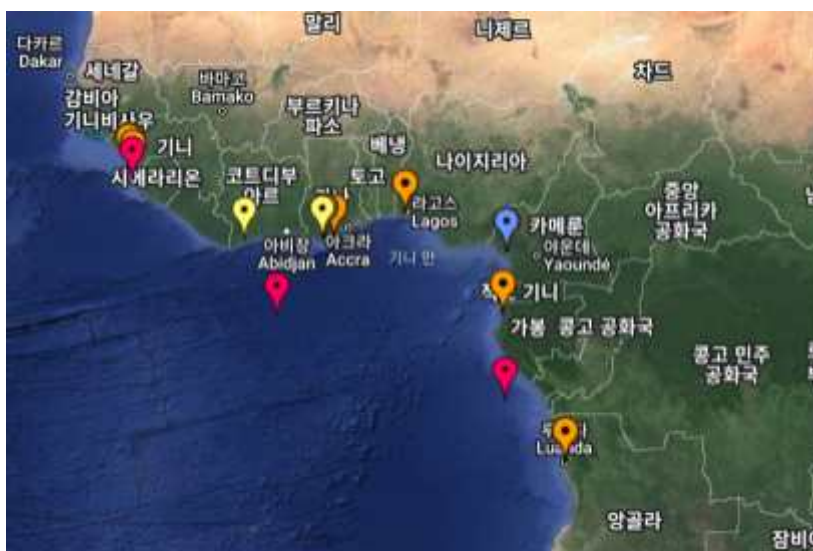 말리
니제르
다카르
Dakar
세네갈
차드
바마코
Bamako
감비아
부르키나
파소
기니비사우
베냉
기니
나이지리아
시에라리온
코트디부
아르
토고
중앙
아프리카
공화국
라고스
Lagos
카메룬
아비장
Abidjan
아크라
Accra
기니 만
야운데
Yaoundé
기니
가봉
콩고 공화국
콩고 민주
공화국
앙골라